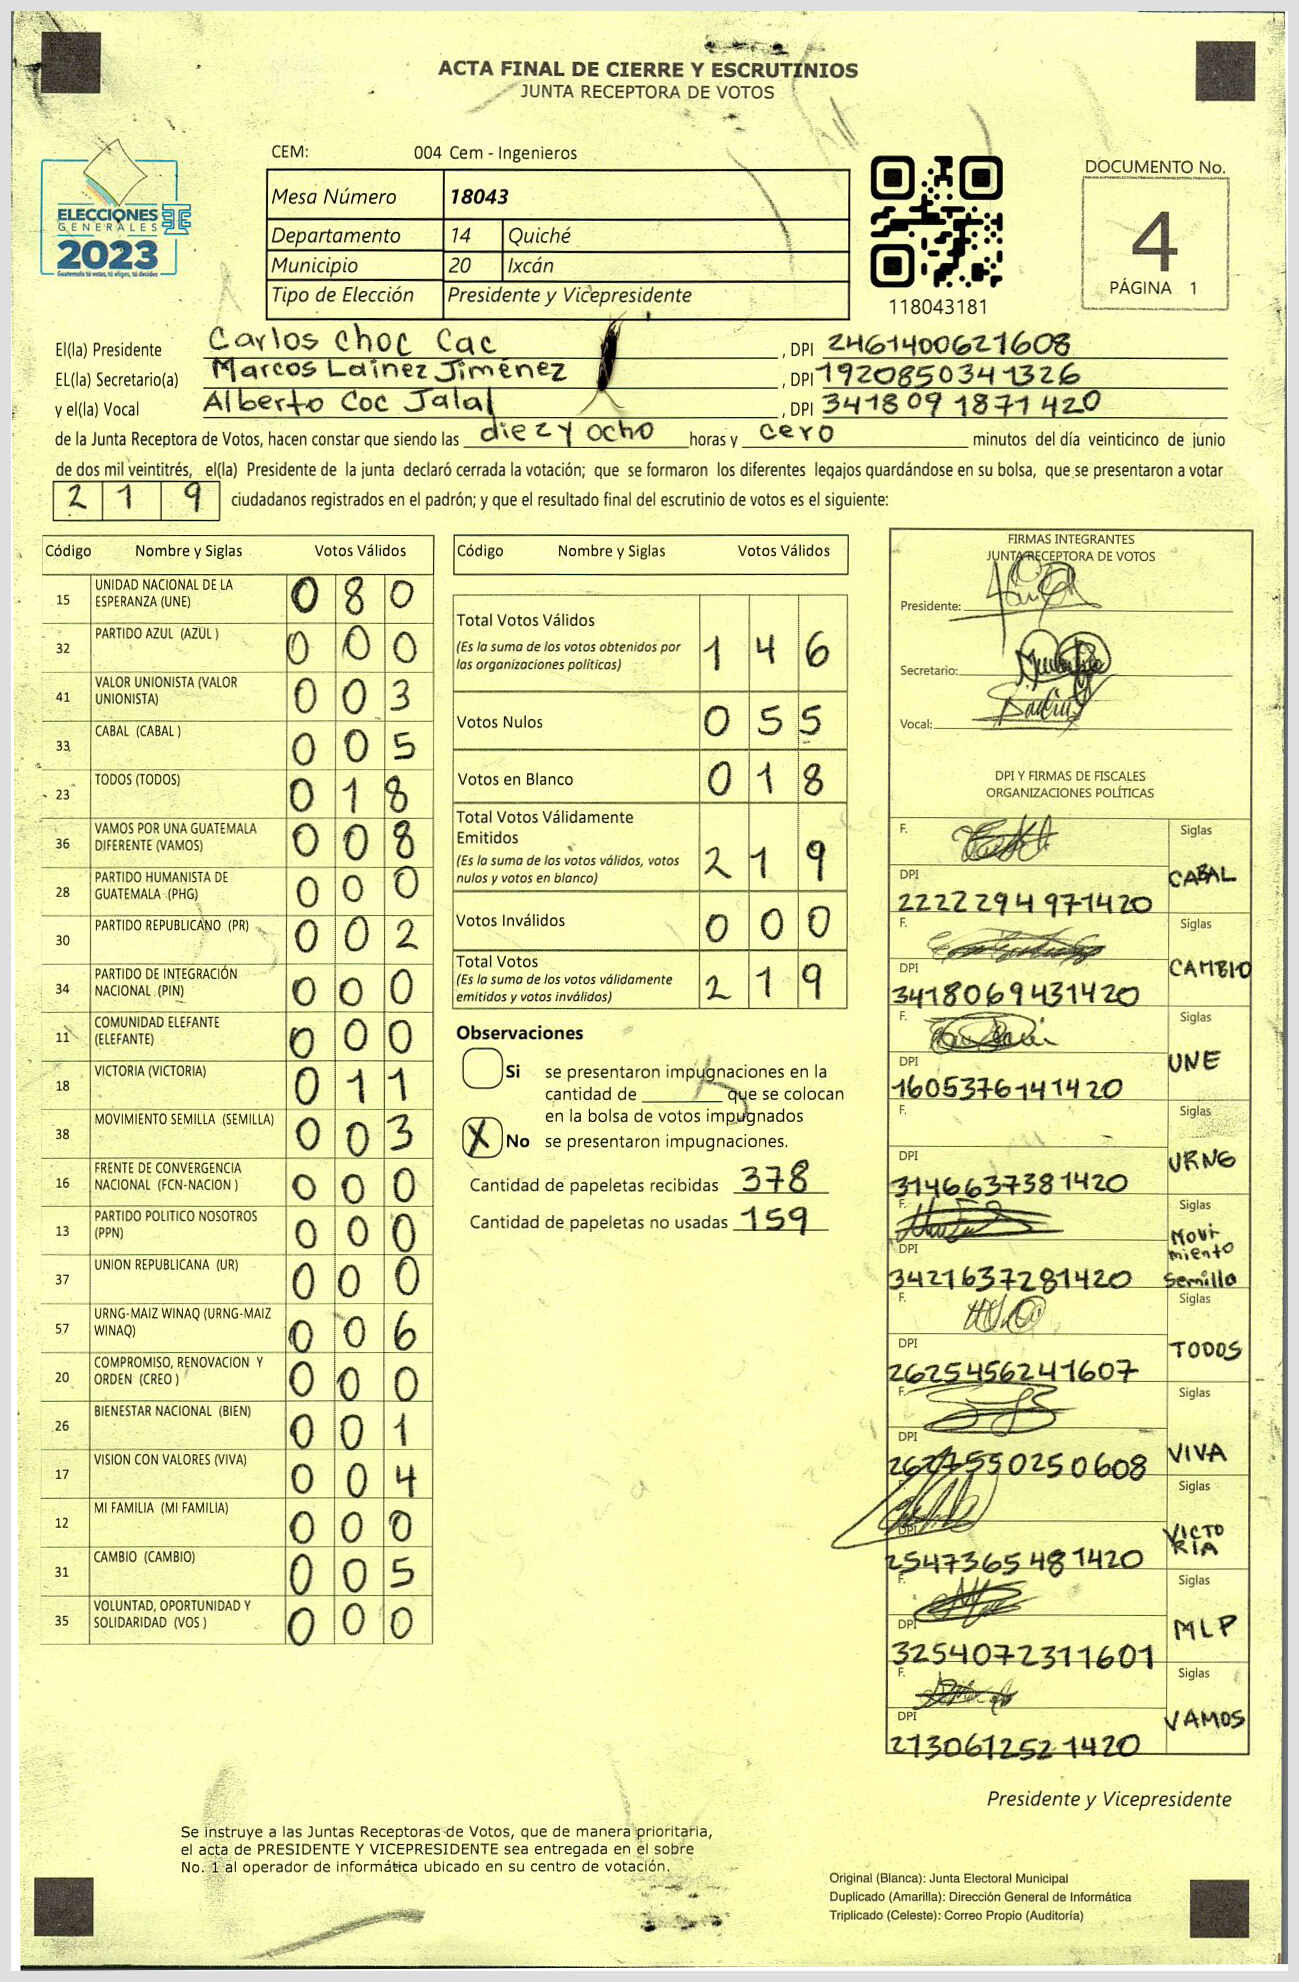 ACTA FINAL DE CIERRE Y ESCRUTINIOS
JUNTA RECEPTORA DE VOTOS
ELECCIONES
GENERALES
2023
Guatemala tú votas, tú eliges, tú decides
CEM: 004 Cem - Ingenieros
Mesa Número 18043
Departamento 14 Quiché
Municipio 20 Ixcán
Tipo de Elección Presidente y Vicepresidente
118043181
DOCUMENTO No.
4
PÁGINA 1
El(la) Presidente Carlos Choc Cac , DPI 2461400621608
EL(la) Secretario(a) Marcos Laínez Jiménez , DPI 1920850341326
y el(la) Vocal Alberto Coc Jalal , DPI 3418091871420
de la Junta Receptora de Votos, hacen constar que siendo las diez y ocho horas y cero minutos del día veinticinco de junio
de dos mil veintitrés, el(la) Presidente de la junta declaró cerrada la votación; que se formaron los diferentes legajos quardándose en su bolsa, que se presentaron a votar
2 1 9 ciudadanos registrados en el padrón; y que el resultado final del escrutinio de votos es el siguiente:
Código Nombre y Siglas Votos Válidos
15 UNIDAD NACIONAL DE LA ESPERANZA (UNE) 0 8 0
32 PARTIDO AZUL (AZUL ) 0 0 0
41 VALOR UNIONISTA (VALOR UNIONISTA) 0 0 3
33 CABAL (CABAL ) 0 0 5
23 TODOS (TODOS) 0 1 8
36 VAMOS POR UNA GUATEMALA DIFERENTE (VAMOS) 0 0 8
28 PARTIDO HUMANISTA DE GUATEMALA (PHG) 0 0 0
30 PARTIDO REPUBLICANO (PR) 0 0 2
34 PARTIDO DE INTEGRACIÓN NACIONAL (PIN) 0 0 0
11 COMUNIDAD ELEFANTE (ELEFANTE) 0 0 0
18 VICTORIA (VICTORIA) 0 1 1
38 MOVIMIENTO SEMILLA (SEMILLA) 0 0 3
16 FRENTE DE CONVERGENCIA NACIONAL (FCN-NACION ) 0 0 0
13 PARTIDO POLITICO NOSOTROS (PPN) 0 0 0
37 UNION REPUBLICANA (UR) 0 0 0
57 URNG-MAIZ WINAQ (URNG-MAIZ WINAQ) 0 0 6
20 COMPROMISO, RENOVACION Y ORDEN (CREO ) 0 0 0
26 BIENESTAR NACIONAL (BIEN) 0 0 1
17 VISION CON VALORES (VIVA) 0 0 4
12 MI FAMILIA (MI FAMILIA) 0 0 0
31 CAMBIO (CAMBIO) 0 0 5
35 VOLUNTAD, OPORTUNIDAD Y SOLIDARIDAD (VOS ) 0 0 0
Código Nombre y Siglas Votos Válidos
Total Votos Válidos 1 4 6
(Es la suma de los votos obtenidos por
las organizaciones políticas)
Votos Nulos 0 5 5
Votos en Blanco 0 1 8
Total Votos Válidamente
Emitidos 2 1 9
(Es la suma de los votos válidos, votos
nulos y votos en blanco)
Votos Inválidos 0 0 0
Total Votos 2 1 9
(Es la suma de los votos válidamente
emitidos y votos inválidos)
Observaciones
Si se presentaron impugnaciones en la
cantidad de ________ que se colocan
en la bolsa de votos impugnados
X No se presentaron impugnaciones.
Cantidad de papeletas recibidas 378
Cantidad de papeletas no usadas 159
FIRMAS INTEGRANTES
JUNTA RECEPTORA DE VOTOS
Presidente:
Secretario:
Vocal:
DPI Y FIRMAS DE FISCALES
ORGANIZACIONES POLÍTICAS
F. Siglas
DPI CABAL
2222294971420
F. Siglas
DPI CAMBIO
3418069431420
F. Siglas
DPI UNE
1605376141420
F. Siglas
DPI URNG
3146637381420
F. Siglas
DPI Movimiento Semilla
3421637281420
F. Siglas
DPI TODOS
2625456241607
F. Siglas
DPI VIVA
2627550250608
F. Siglas
DPI VICTORIA
2547365481420
F. Siglas
DPI MLP
3254072311601
F. Siglas
DPI VAMOS
2130612521420
Presidente y Vicepresidente
Se instruye a las Juntas Receptoras de Votos, que de manera prioritaria,
el acta de PRESIDENTE Y VICEPRESIDENTE sea entregada en el sobre
No. 1 al operador de informática ubicado en su centro de votación.
Original (Blanca): Junta Electoral Municipal
Duplicado (Amarilla): Dirección General de Informática
Triplicado (Celeste): Correo Propio (Auditoría)